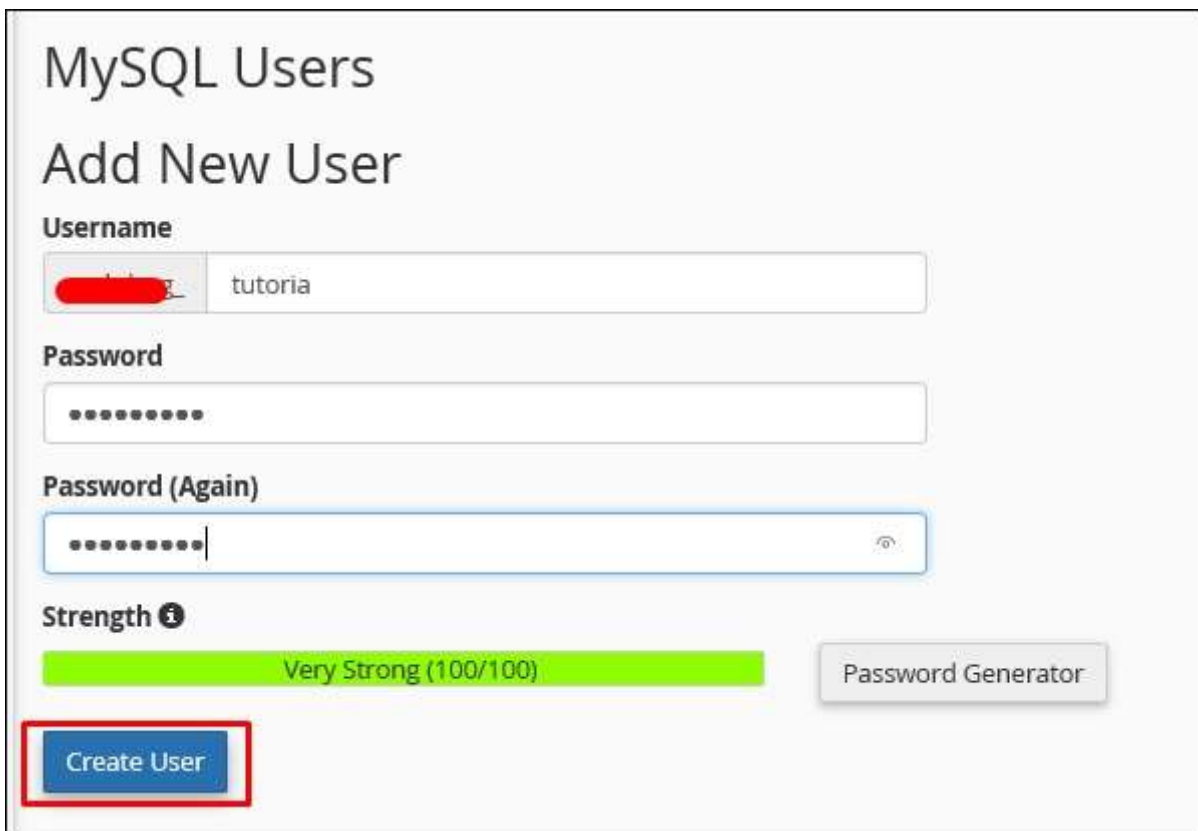 MySQL Users
Add New User
Username
tutoria
Password
•••••••••
Password (Again)
•••••••••
Strength
Very Strong (100/100)
Password Generator
Create User